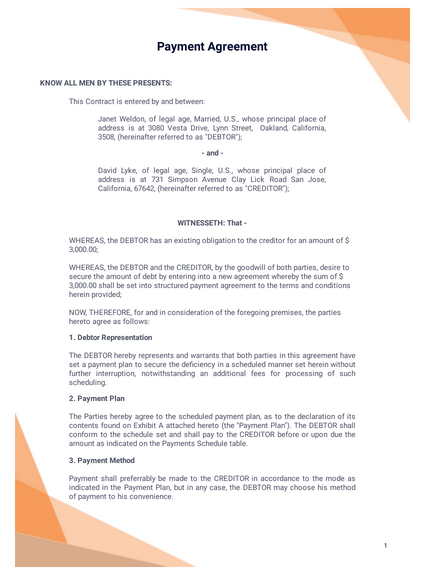 Payment Agreement
KNOW ALL MEN BY THESE PRESENTS:
This Contract is entered by and between:
Janet Weldon, of legal age, Married, U.S., whose principal place of
address is at 3080 Vesta Drive, Lynn Street, Oakland, California,
3508, (hereinafter referred to as "DEBTOR");
- and -
David Lyke, of legal age, Single, U.S., whose principal place of
address is at 731 Simpson Avenue Clay Lick Road San Jose,
California, 67642, (hereinafter referred to as "CREDITOR");
WITNESSETH: That -
WHEREAS, the DEBTOR has an existing obligation to the creditor for an amount of $
3,000.00;
WHEREAS, the DEBTOR and the CREDITOR, by the goodwill of both parties, desire to
secure the amount of debt by entering into a new agreement whereby the sum of $
3,000.00 shall be set into structured payment agreement to the terms and conditions
herein provided;
NOW, THEREFORE, for and in consideration of the foregoing premises, the parties
hereto agree as follows:
1. Debtor Representation
The DEBTOR hereby represents and warrants that both parties in this agreement have
set a payment plan to secure the deficiency in a scheduled manner set herein without
further interruption, notwithstanding an additional fees for processing of such
scheduling.
2. Payment Plan
The Parties hereby agree to the scheduled payment plan, as to the declaration of its
contents found on Exhibit A attached hereto (the "Payment Plan"). The DEBTOR shall
conform to the schedule set and shall pay to the CREDITOR before or upon due the
amount as indicated on the Payments Schedule table.
3. Payment Method
Payment shall preferrably be made to the CREDITOR in accordance to the mode as
indicated in the Payment Plan, but in any case, the DEBTOR may choose his method
of payment to his convenience.
1